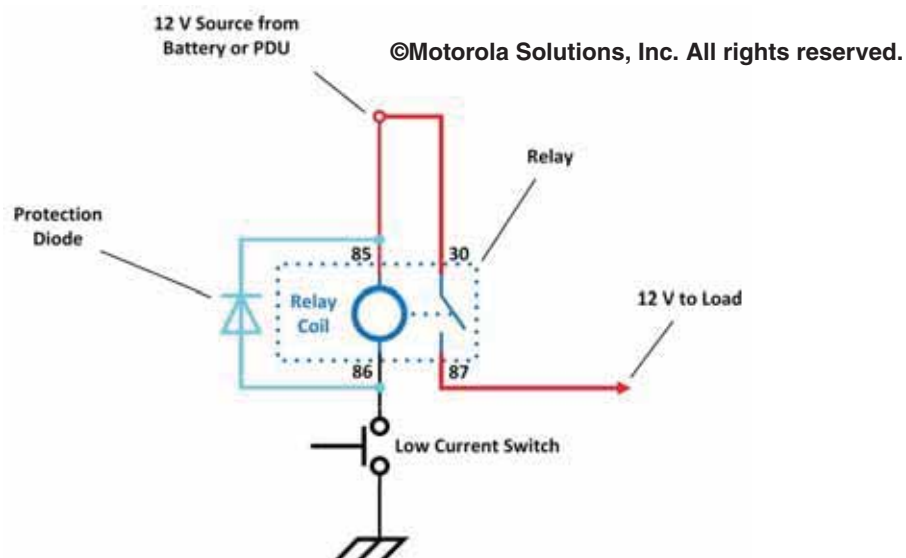 12 V Source from
Battery or PDU
©Motorola Solutions, Inc. All rights reserved.
Relay
Protection
Diode
85
30
Relay
Coil
12 V to Load
86
87
Low Current Switch